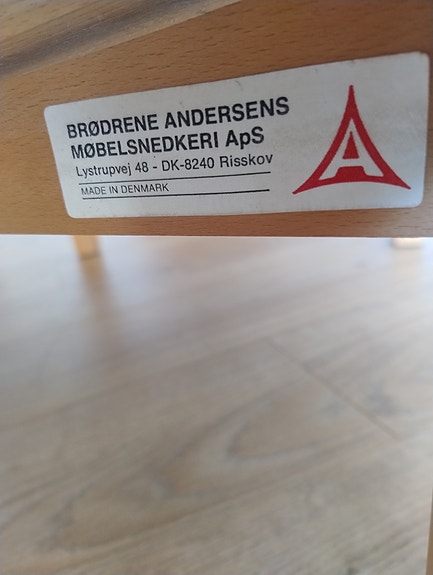 BRØDRENE ANDERSENS
MØBELSNEDKERI ApS
Lystrupvej 48 - DK-8240 Risskov
MADE IN DENMARK
A